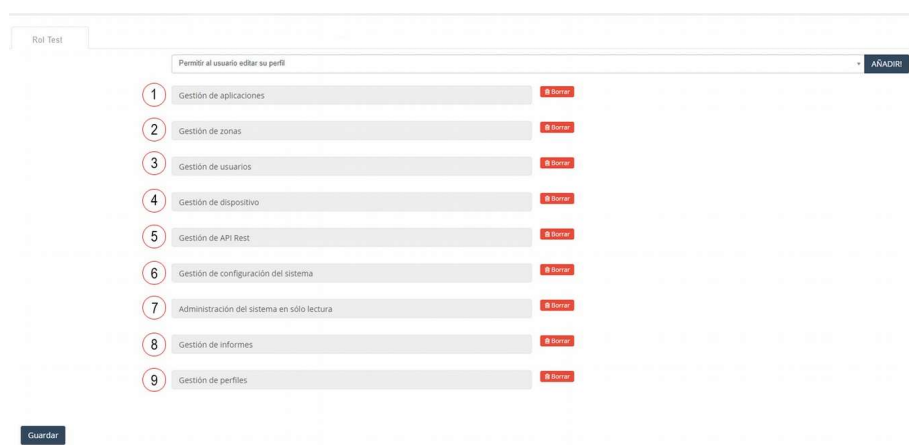 Rol Test
Permitir al usuario editar su perfil
AÑADIR!
1 Gestión de aplicaciones Borrar
2 Gestión de zonas Borrar
3 Gestión de usuarios Borrar
4 Gestión de dispositivo Borrar
5 Gestión de API Rest Borrar
6 Gestión de configuración del sistema Borrar
7 Administración del sistema en sólo lectura Borrar
8 Gestión de informes Borrar
9 Gestión de perfiles Borrar
Guardar